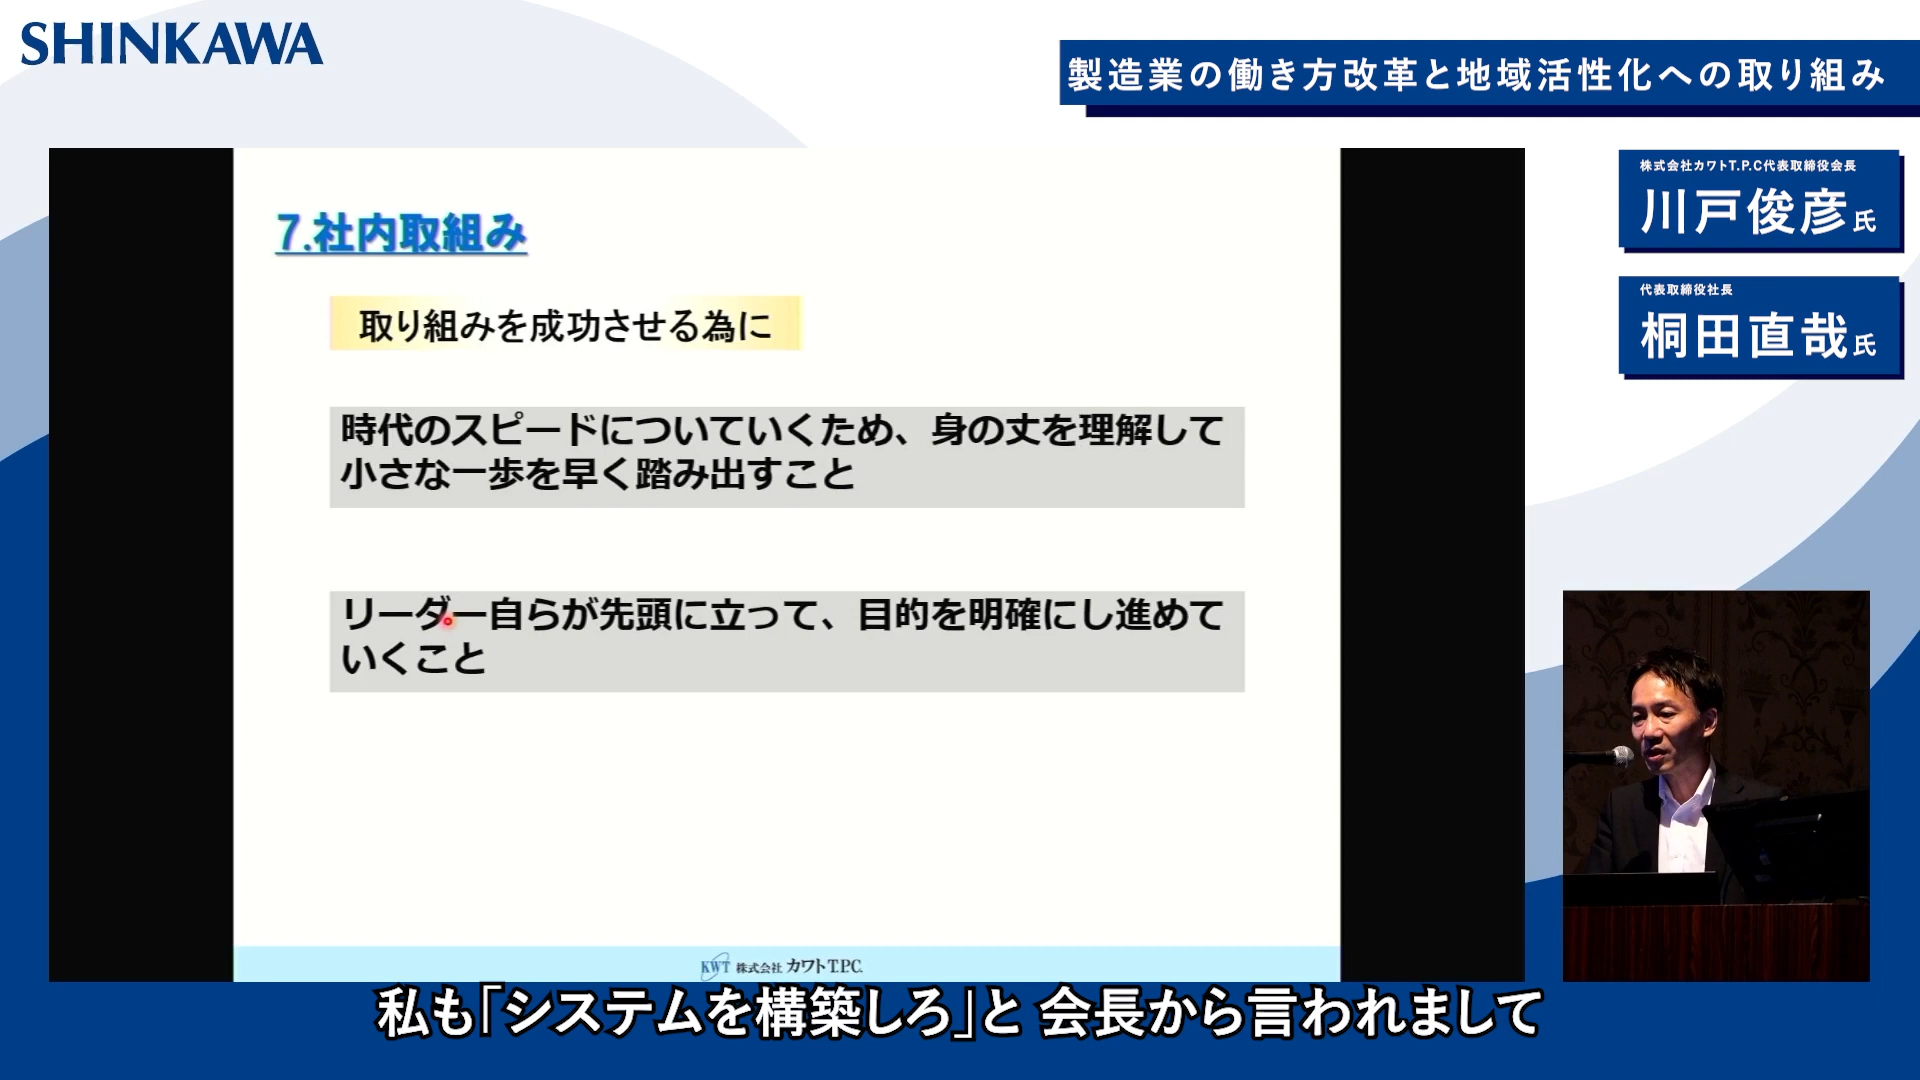 SHINKAWA
製造業の働き方改革と地域活性化への取り組み
株式会社カワトT.P.C代表取締役会長
川戸俊彦氏
代表取締役社長
桐田直哉氏
7.社内取組み
取り組みを成功させる為に
時代のスピードについていくため、身の丈を理解して
小さな一歩を早く踏み出すこと
リーダー自らが先頭に立って、目的を明確にし進めて
いくこと
KWT 株式会社 カワトT.P.C.
私も「システムを構築しろ」と 会長から言われまして